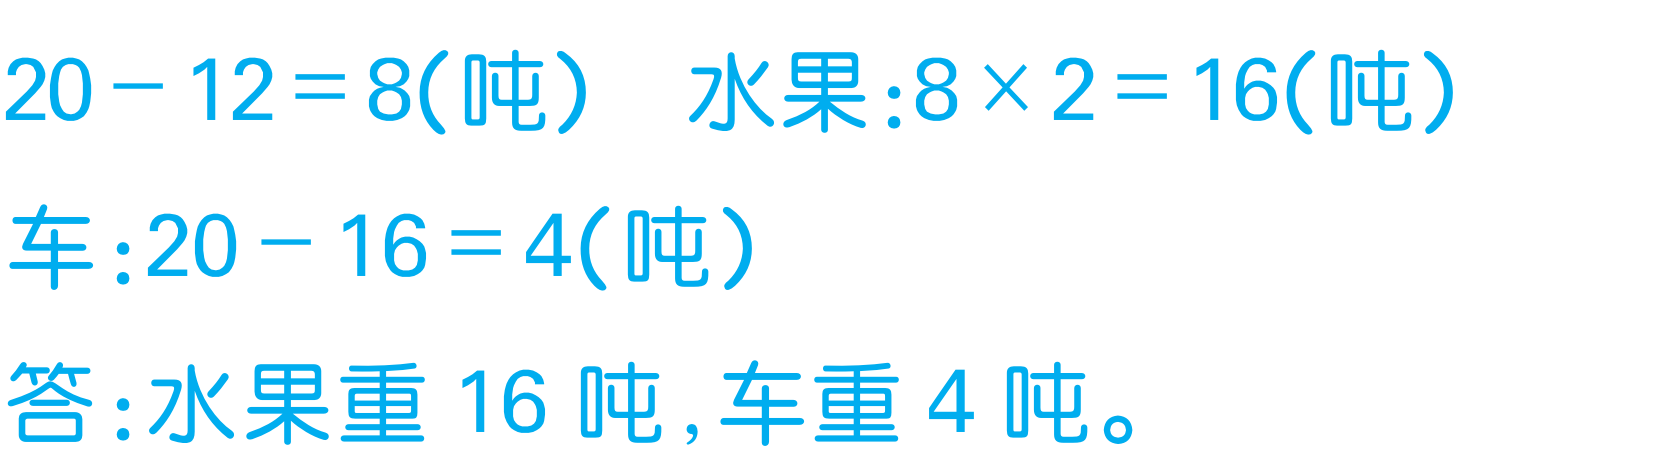 20－12＝8(吨) 水果:8×2＝16(吨)
车:20－16＝4(吨)
答:水果重 16 吨,车重 4 吨。